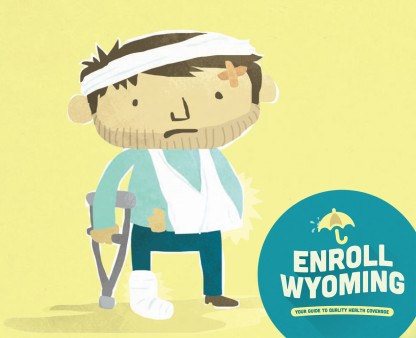 ENROLL
WYOMING
YOUR GUIDE TO QUALITY HEALTH COVERAGE